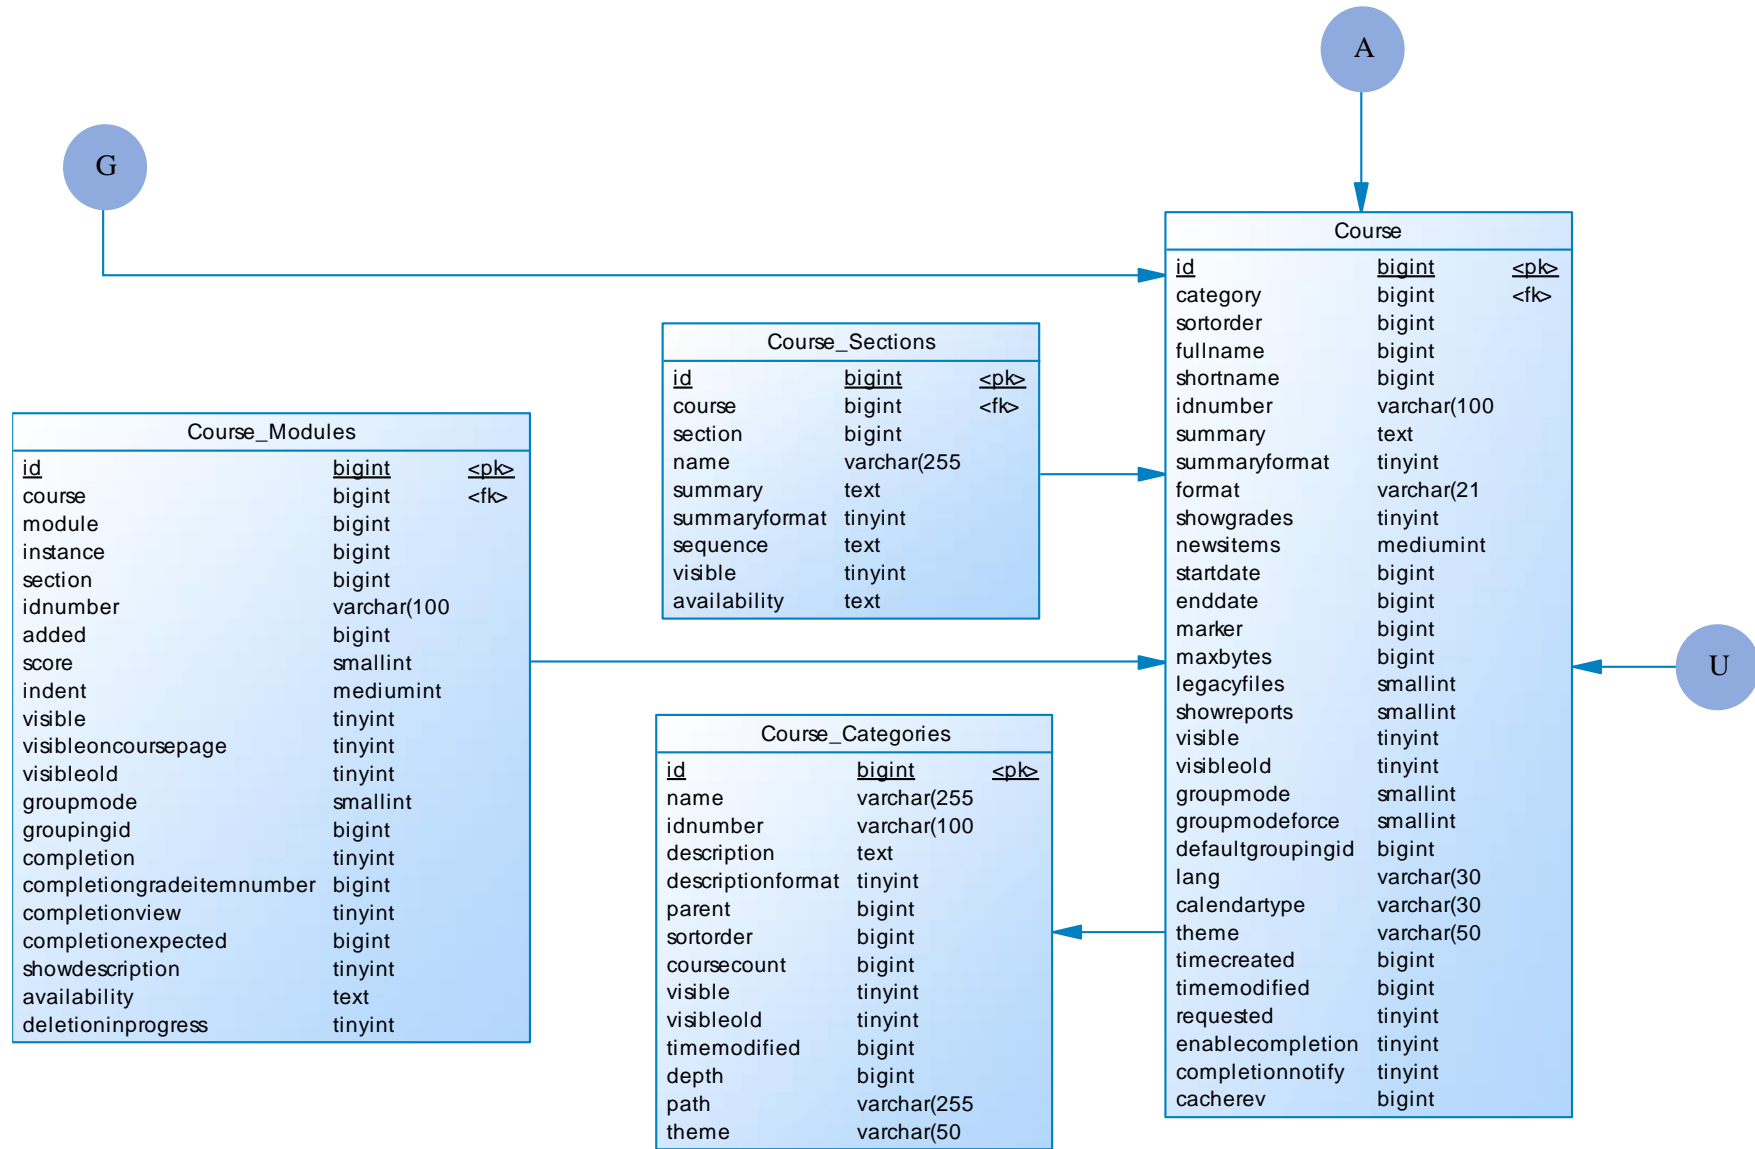 A
G
Course
id bigint <pk>
category bigint <fk>
sortorder bigint
fullname bigint
shortname bigint
idnumber varchar(100
summary text
summaryformat tinyint
format varchar(21
showgrades tinyint
newsitems mediumint
startdate bigint
enddate bigint
marker bigint
maxbytes bigint
legacyfiles smallint
showreports smallint
visible tinyint
visibleold tinyint
groupmode smallint
groupmodeforce smallint
defaultgroupingid bigint
lang varchar(30
calendartype varchar(30
theme varchar(50
timecreated bigint
timemodified bigint
requested tinyint
enablecompletion tinyint
completionnotify tinyint
cacherev bigint
Course_Sections
id bigint <pk>
course bigint <fk>
section bigint
name varchar(255
summary text
summaryformat tinyint
sequence text
visible tinyint
availability text
Course_Modules
id bigint <pk>
course bigint <fk>
module bigint
instance bigint
section bigint
idnumber varchar(100
added bigint
score smallint
indent mediumint
visible tinyint
visibleoncoursepage tinyint
visibleold tinyint
groupmode smallint
groupingid bigint
completion tinyint
completiongradeitemnumber bigint
completionview tinyint
completionexpected bigint
showdescription tinyint
availability text
deletioninprogress tinyint
U
Course_Categories
id bigint <pk>
name varchar(255
idnumber varchar(100
description text
descriptionformat tinyint
parent bigint
sortorder bigint
coursecount bigint
visible tinyint
visibleold tinyint
timemodified bigint
depth bigint
path varchar(255
theme varchar(50